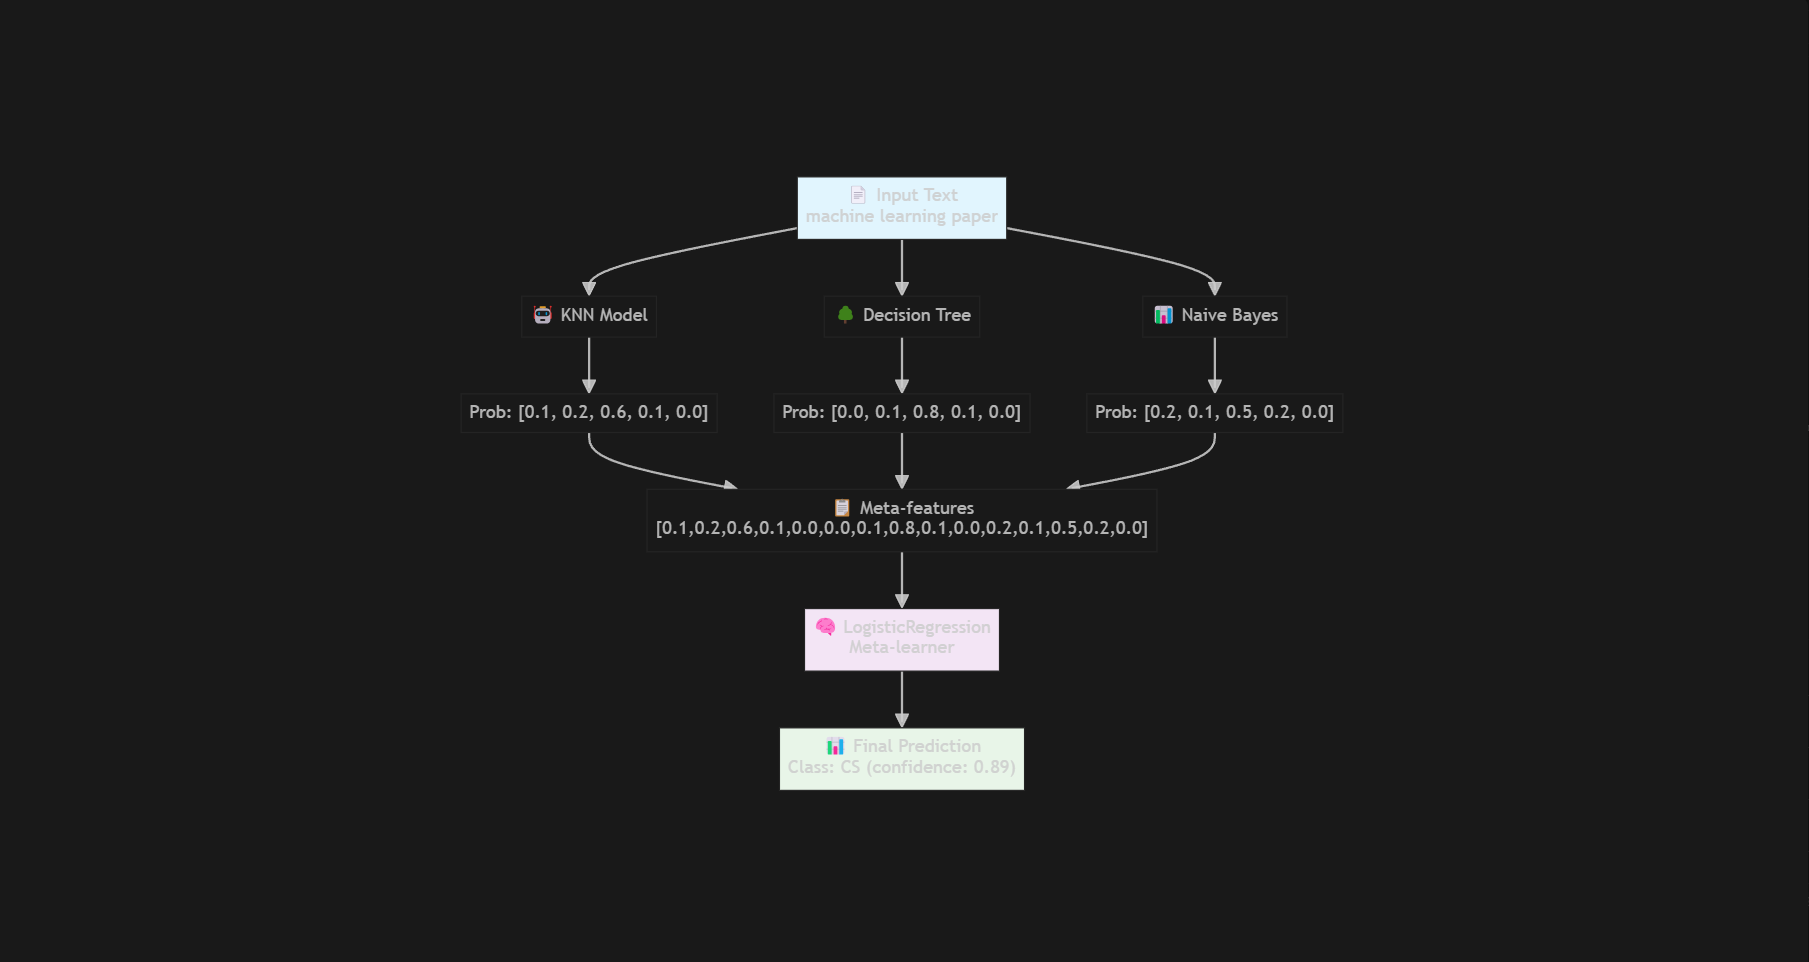 📄 Input Text
machine learning paper
🤖 KNN Model
🌳 Decision Tree
📊 Naive Bayes
Prob: [0.1, 0.2, 0.6, 0.1, 0.0]
Prob: [0.0, 0.1, 0.8, 0.1, 0.0]
Prob: [0.2, 0.1, 0.5, 0.2, 0.0]
📋 Meta-features
[0.1,0.2,0.6,0.1,0.0,0.0,0.1,0.8,0.1,0.0,0.2,0.1,0.5,0.2,0.0]
🧠 LogisticRegression
Meta-learner
📊 Final Prediction
Class: CS (confidence: 0.89)